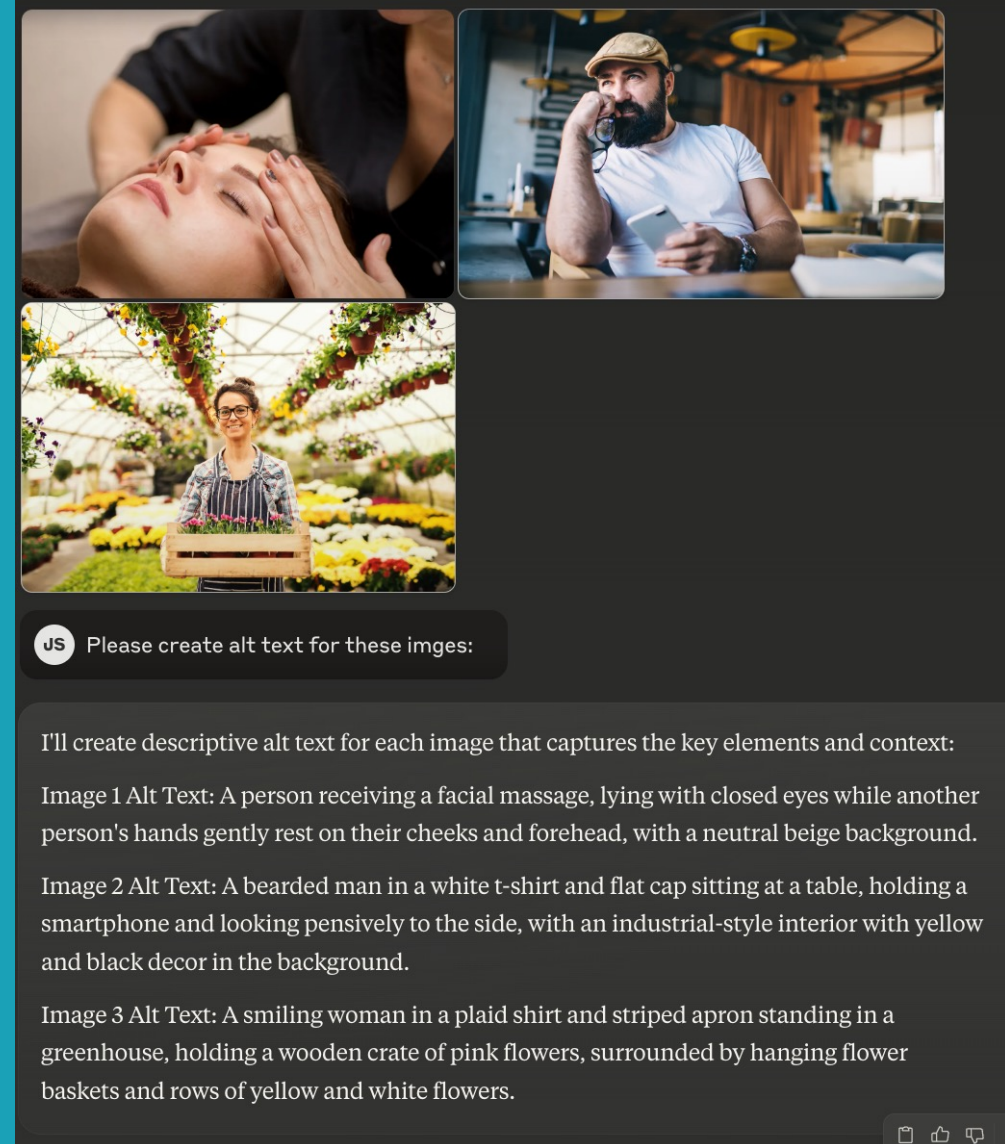 JS Please create alt text for these imges:
I'll create descriptive alt text for each image that captures the key elements and context:
Image 1 Alt Text: A person receiving a facial massage, lying with closed eyes while another
person's hands gently rest on their cheeks and forehead, with a neutral beige background.
Image 2 Alt Text: A bearded man in a white t-shirt and flat cap sitting at a table, holding a
smartphone and looking pensively to the side, with an industrial-style interior with yellow
and black decor in the background.
Image 3 Alt Text: A smiling woman in a plaid shirt and striped apron standing in a
greenhouse, holding a wooden crate of pink flowers, surrounded by hanging flower
baskets and rows of yellow and white flowers.